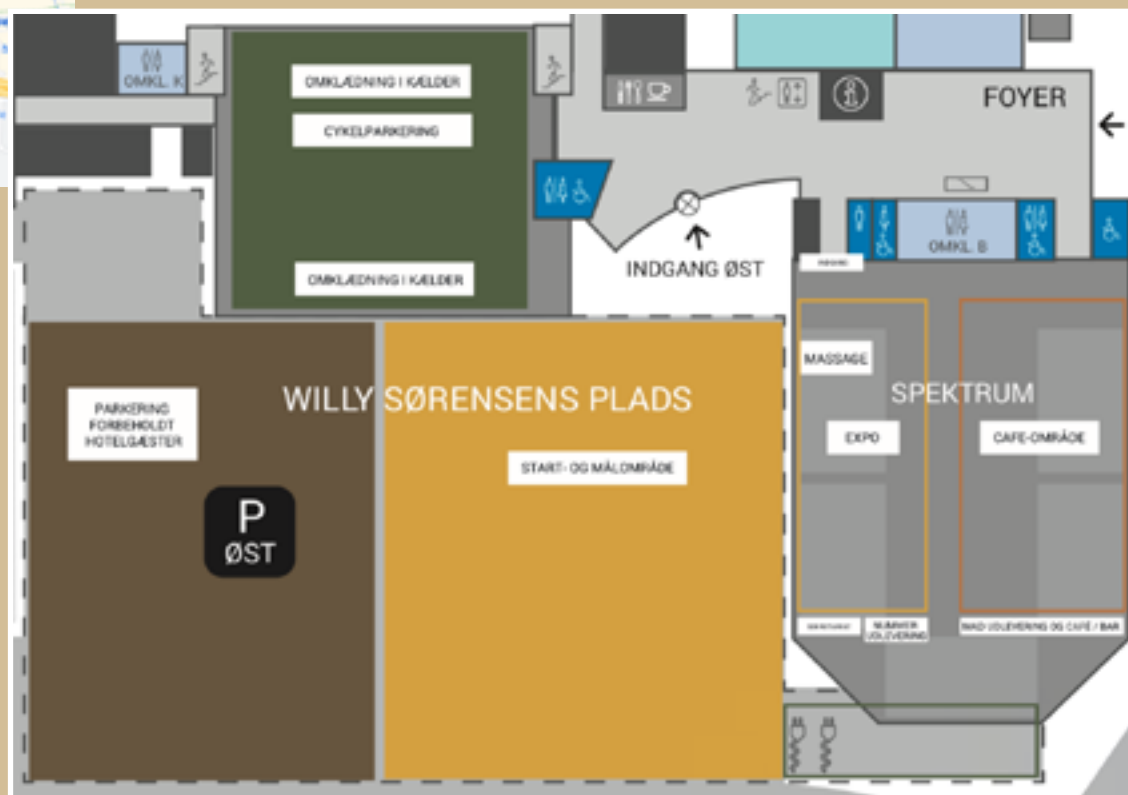 OMKL. K
OMKLÆDNING I KÆLDER
CYKELPARKERING
OMKLÆDNING I KÆLDER
FOYER
INDGANG ØST
OMKL. B
WILLY SØRENSENS PLADS
PARKERING
FORBEHOLDT
HOTELGÆSTER
P
ØST
START- OG MÅLOMRÅDE
SPEKTRUM
MASSAGE
EXPO
CAFE-OMRÅDE
NUMMER
UDLEVERING
MAD UDLEVERING OG CAFÉ / BAR